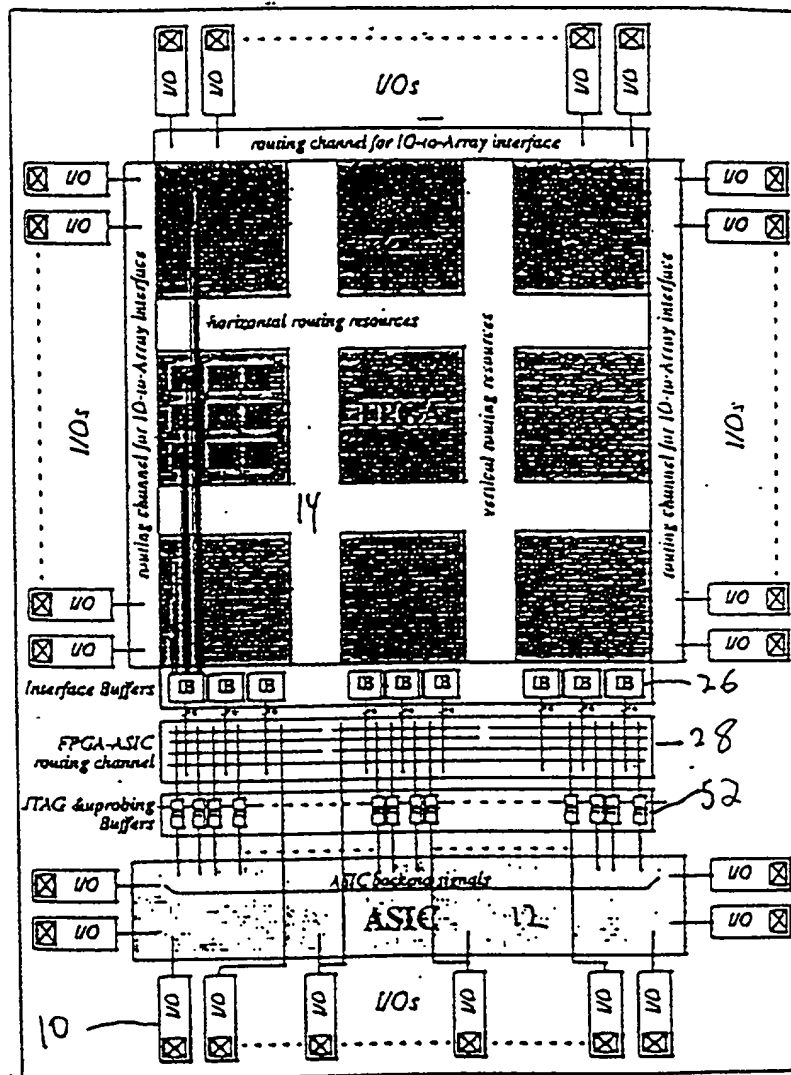 I/O I/O I/O I/O
I/Os
routing channel for IO-to-Array interface
I/O I/O
I/O I/O
routing channel for IO-to-Array interface
horizontal routing resources
vertical routing resources
routing channel for IO-to-Array interface
I/Os
FPGA
I/Os
14
I/O I/O
I/O I/O
Interface Buffers
IB IB IB IB IB IB IB IB IB
26
FPGA-ASIC
routing channel
28
JTAG & uprobing
Buffers
52
I/O ASIC backend signals I/O
I/O ASIC 12 I/O
I/O I/O I/O I/O I/O I/O
I/Os
10